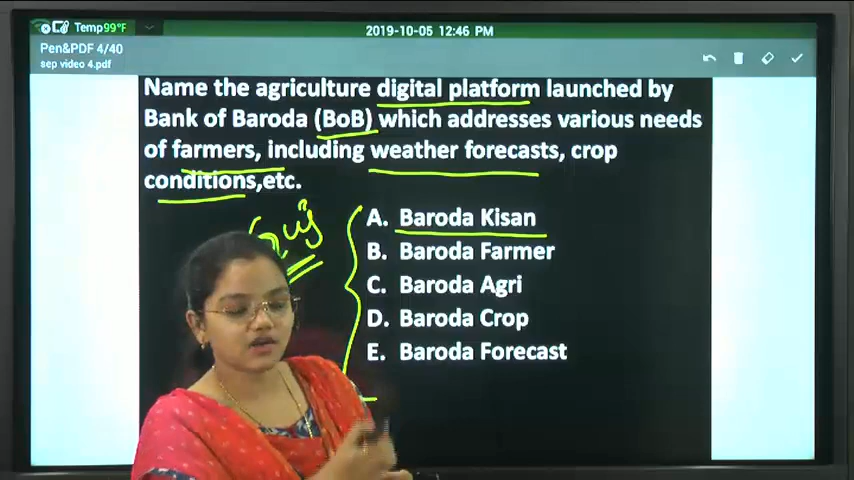 Temp99°F
2019-10-05 12:46 PM
Pen&PDF 4/40
sep video 4.pdf
Name the agriculture digital platform launched by
Bank of Baroda (BoB) which addresses various needs
of farmers, including weather forecasts, crop
conditions,etc.
A. Baroda Kisan
B. Baroda Farmer
C. Baroda Agri
D. Baroda Crop
E. Baroda Forecast